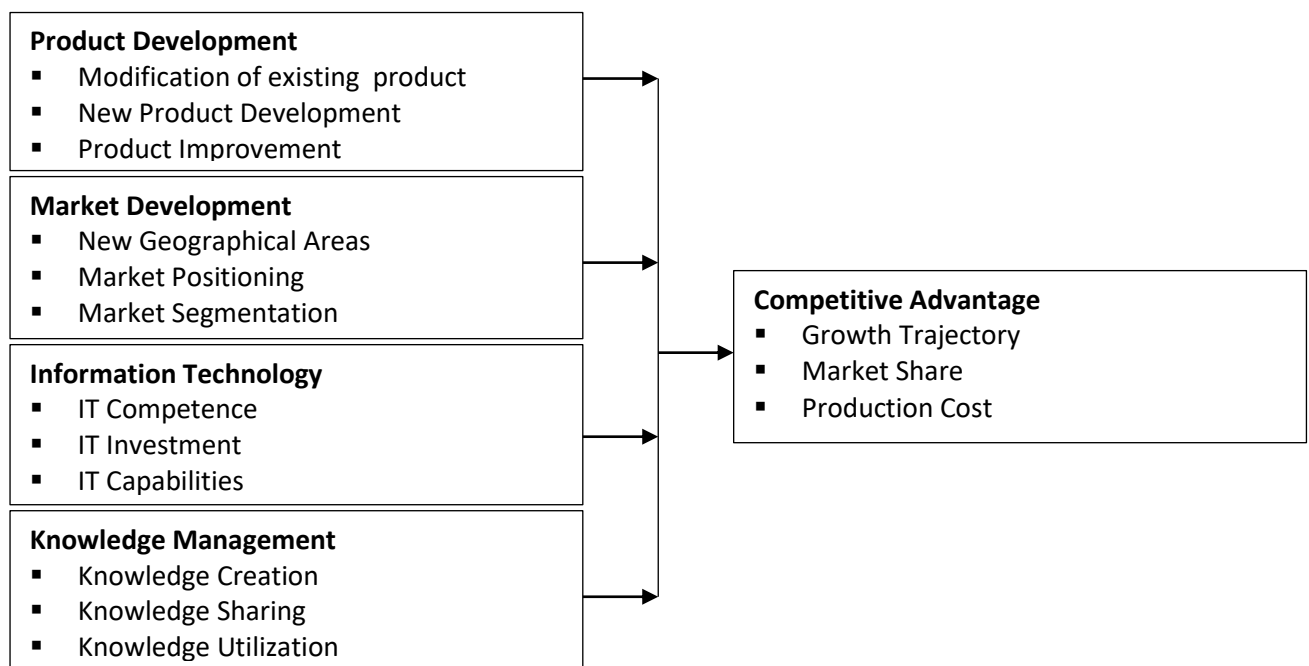 Product Development
▪ Modification of existing  product
▪ New Product Development
▪ Product Improvement
Market Development
▪ New Geographical Areas
▪ Market Positioning
▪ Market Segmentation
Information Technology
▪ IT Competence
▪ IT Investment
▪ IT Capabilities
Knowledge Management
▪ Knowledge Creation
▪ Knowledge Sharing
▪ Knowledge Utilization
Competitive Advantage
▪ Growth Trajectory
▪ Market Share
▪ Production Cost